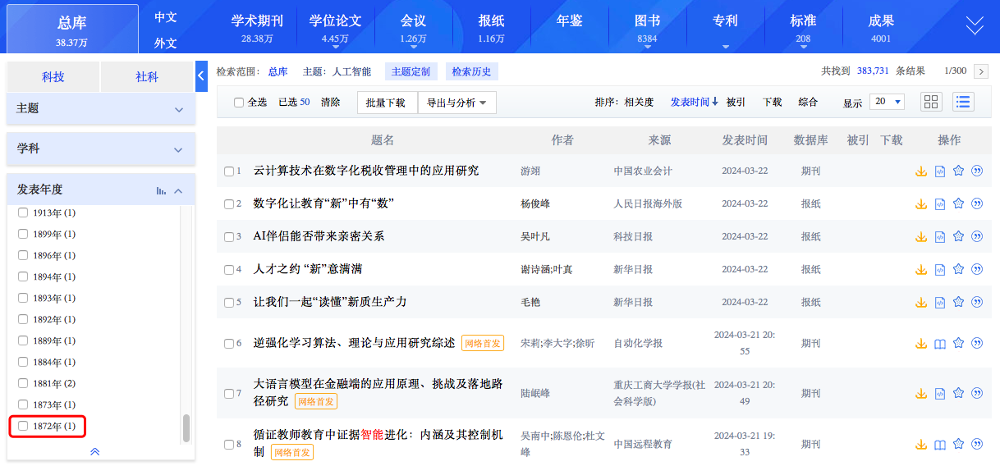 总库
38.37万
中文
外文
学术期刊
28.38万
学位论文
4.45万
会议
1.26万
报纸
1.16万
年鉴
图书
8384
专利
标准
208
成果
4001
科技
社科
主题
学科
发表年度
1913年 (1)
1899年 (1)
1896年 (1)
1894年 (1)
1893年 (1)
1892年 (1)
1889年 (1)
1884年 (1)
1881年 (2)
1873年 (1)
1872年 (1)
检索范围： 总库 主题：人工智能 主题定制 检索历史 共找到 383,731 条结果 1/300
全选 已选 50 清除 批量下载 导出与分析 排序：相关度 发表时间 被引 下载 综合 显示 20
题名 作者 来源 发表时间 数据库 被引 下载 操作
1 云计算技术在数字化税收管理中的应用研究 游翊 中国农业会计 2024-03-22 期刊
2 数字化让教育“新”中有“数” 杨俊峰 人民日报海外版 2024-03-22 报纸
3 AI伴侣能否带来亲密关系 吴叶凡 科技日报 2024-03-22 报纸
4 人才之约 “新”意满满 谢诗涵;叶真 新华日报 2024-03-22 报纸
5 让我们一起“读懂”新质生产力 毛艳 新华日报 2024-03-22 报纸
6 逆强化学习算法、理论与应用研究综述 网络首发 宋莉;李大字;徐昕 自动化学报 2024-03-21 20:
55 期刊
7 大语言模型在金融端的应用原理、挑战及落地路
径研究 网络首发 陆岷峰 重庆工商大学学报(社
会科学版) 2024-03-21 20:
49 期刊
8 循证教师教育中证据智能进化：内涵及其控制机
制 网络首发 吴南中;陈恩伦;杜文
峰 中国远程教育 2024-03-21 19:
33 期刊